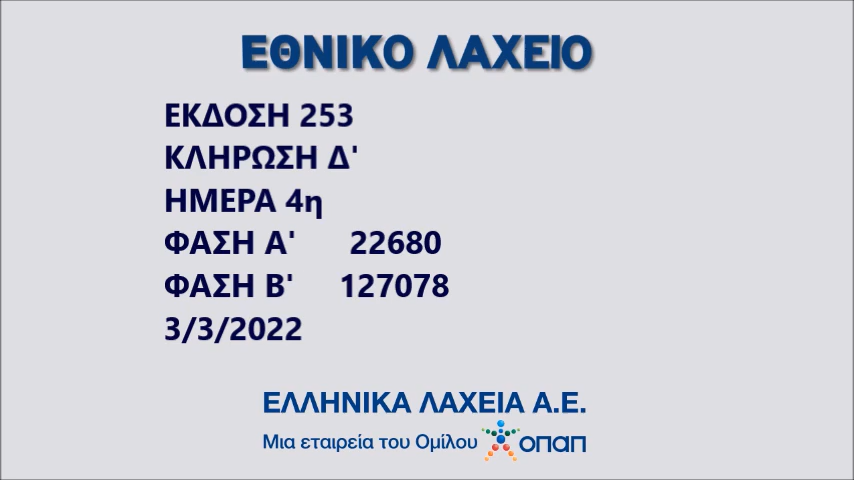 ΕΘΝΙΚΟ ΛΑΧΕΙΟ
ΕΚΔΟΣΗ 253
ΚΛΗΡΩΣΗ Δ'
ΗΜΕΡΑ 4η
ΦΑΣΗ Α' 22680
ΦΑΣΗ Β' 127078
3/3/2022
ΕΛΛΗΝΙΚΑ ΛΑΧΕΙΑ Α.Ε.
Μια εταιρεία του Ομίλου οπαπ